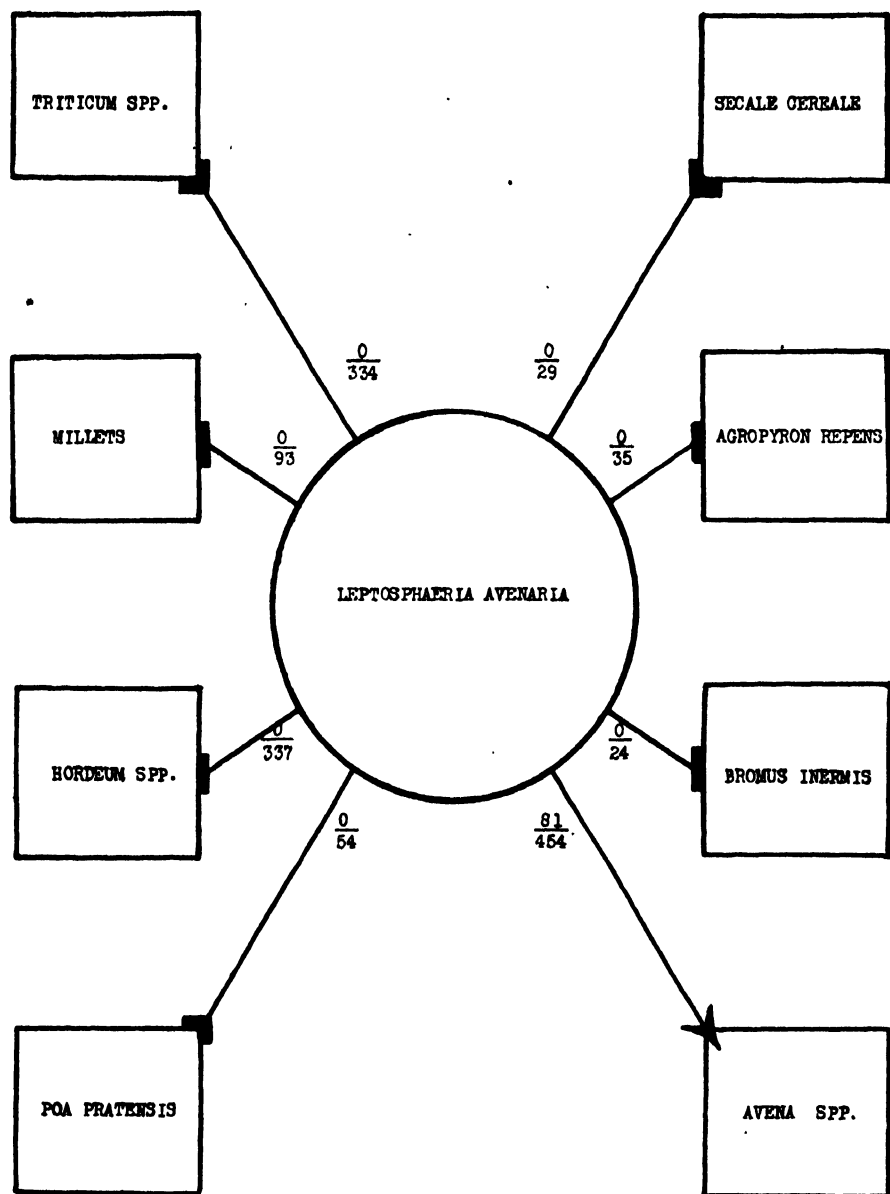 TRITICUM SPP.
SECALE CEREALE
0
334
0
29
MILLETS
0
93
0
35
AGROPYRON REPENS
LEPTOSPHAERIA AVENARIA
HORDEUM SPP.
0
337
0
24
BROMUS INERMIS
0
54
81
454
POA PRATENSIS
AVENA SPP.